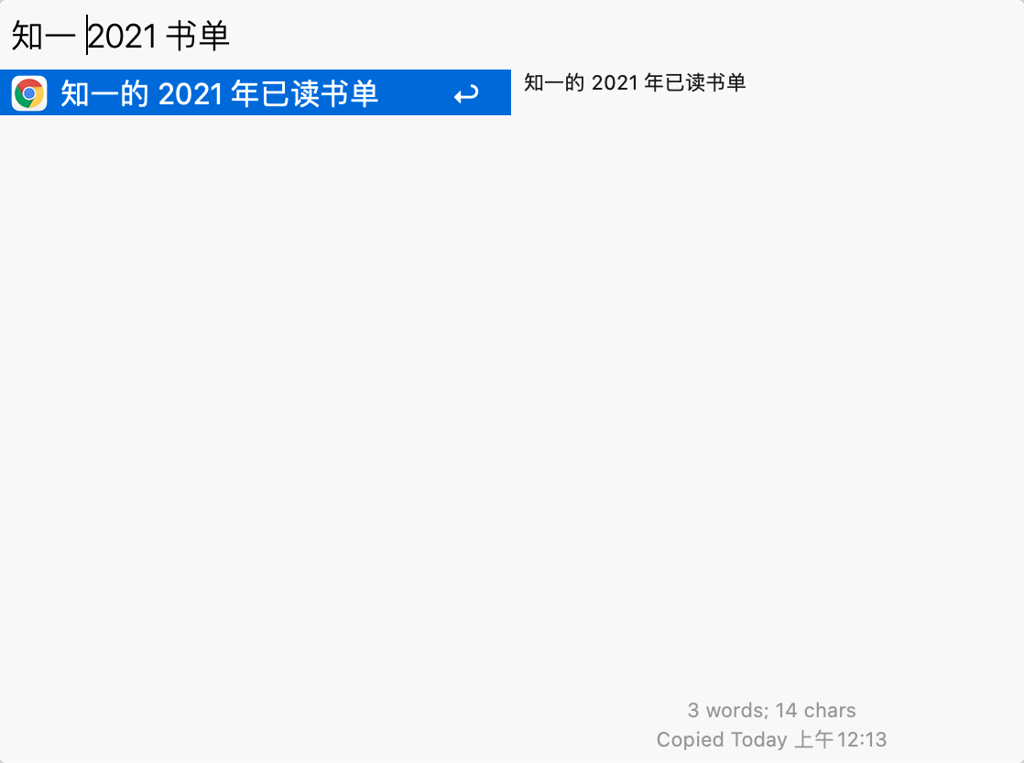 知一 2021 书单
知一的 2021 年已读书单
知一的 2021 年已读书单
3 words; 14 chars
Copied Today 上午12:13